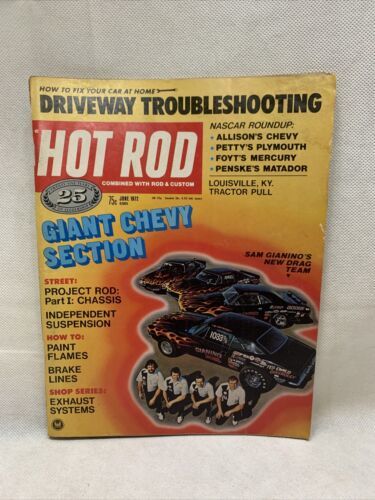 HOW TO FIX YOUR CAR AT HOME
DRIVEWAY TROUBLESHOOTING
HOT ROD
COMBINED WITH ROD & CUSTOM
NASCAR ROUNDUP:
• ALLISON'S CHEVY
• PETTY'S PLYMOUTH
• FOYT'S MERCURY
• PENSKE'S MATADOR
LOUISVILLE, KY.
TRACTOR PULL
25
75c JUNE 1972
GIANT CHEVY
SECTION
SAM GIANINO'S
NEW DRAG
TEAM
STREET:
PROJECT ROD:
Part I: CHASSIS
INDEPENDENT
SUSPENSION
HOW TO:
PAINT
FLAMES
BRAKE
LINES
SHOP SERIES:
EXHAUST
SYSTEMS
GIANINO